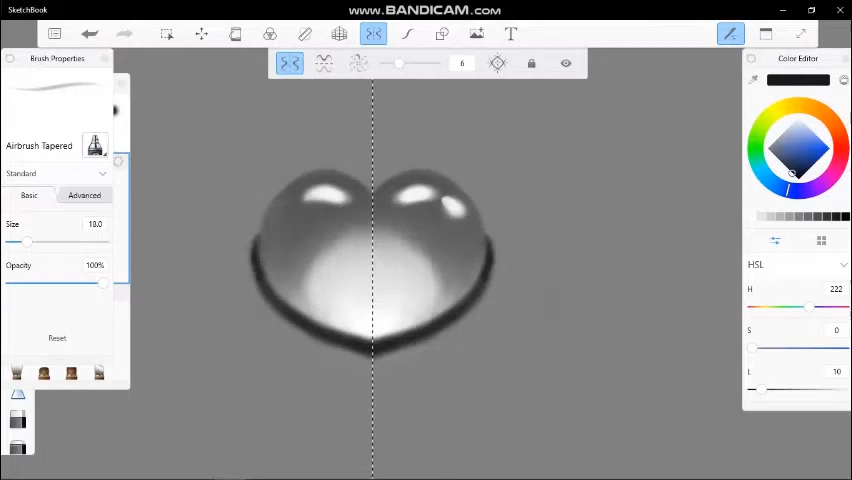 SketchBook
www.BANDICAM.com
Brush Properties
Color Editor
6
Airbrush Tapered
Standard
Basic
Advanced
Size
18.0
Opacity
100%
Reset
HSL
H
222
S
0
L
10